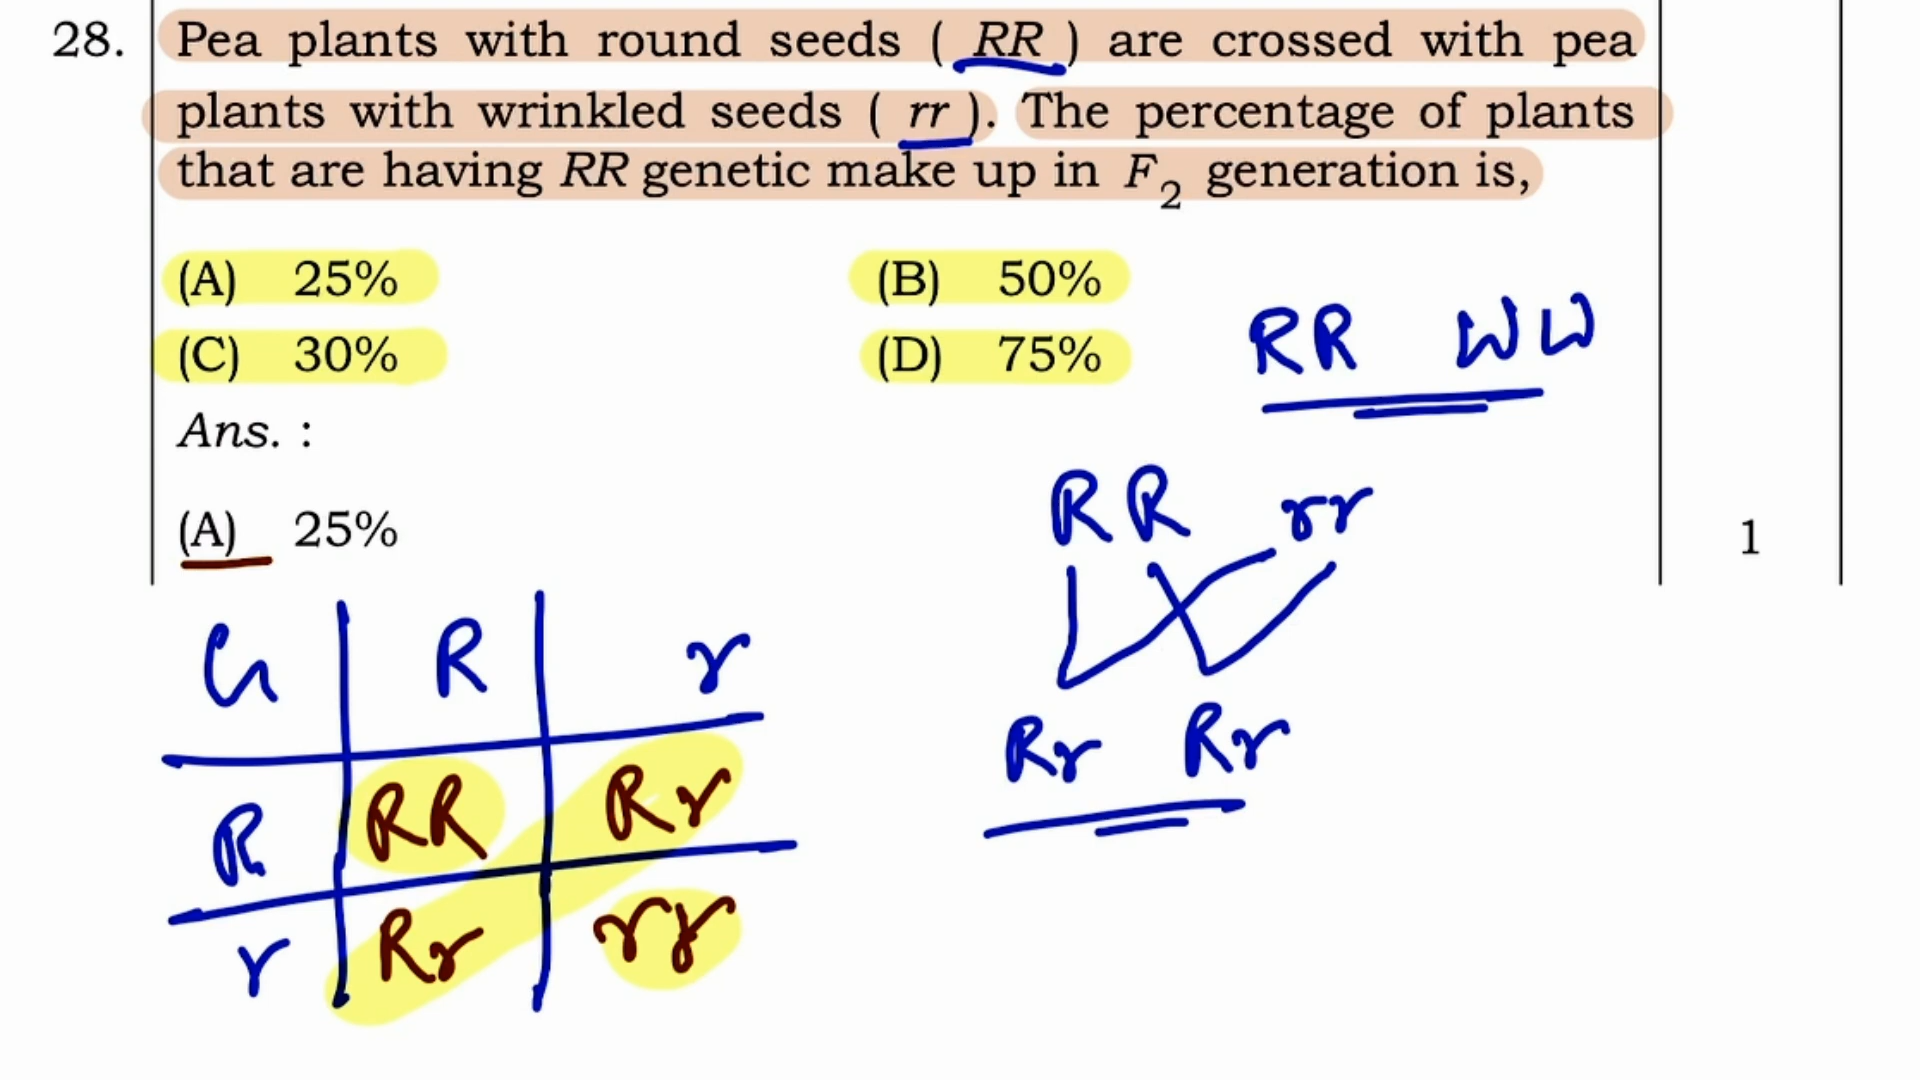 28. Pea plants with round seeds ( RR ) are crossed with pea
plants with wrinkled seeds ( rr ). The percentage of plants
that are having RR genetic make up in F₂ generation is,
(A) 25% (B) 50%
(C) 30% (D) 75%
RR WW
Ans. :
(A) 25%
1
RR rr
Rr Rr
G R r
R RR Rr
r Rr rr